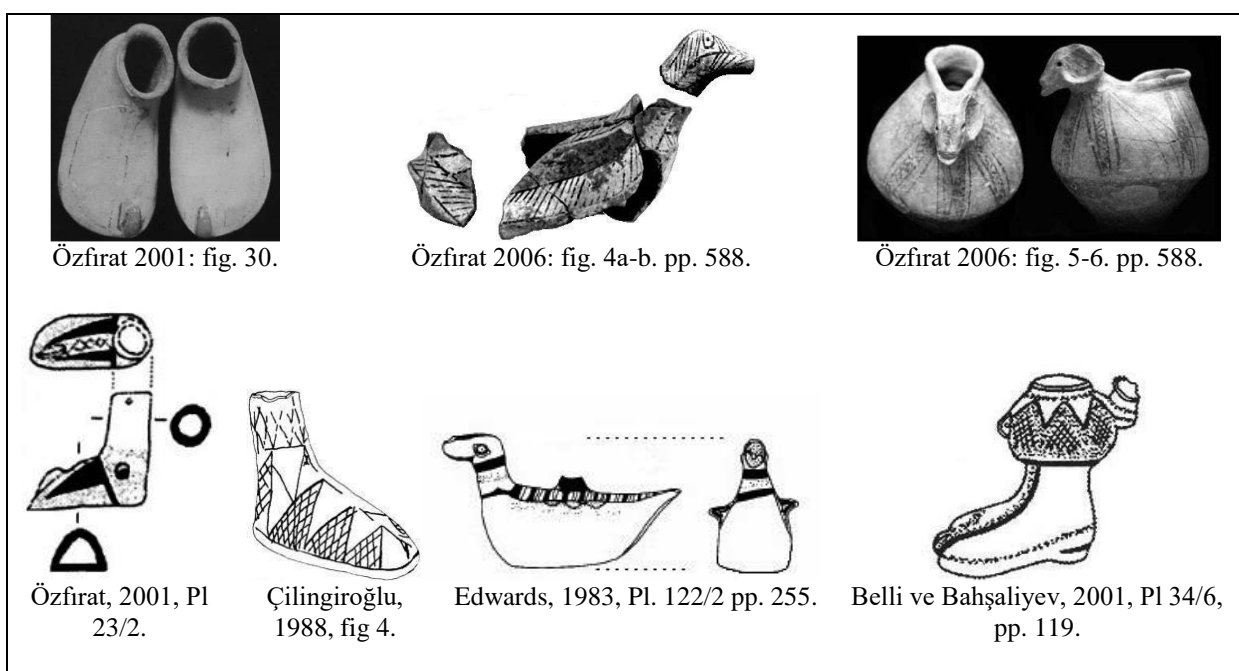 Özfırat 2001: fig. 30.
Özfırat 2006: fig. 4a-b. pp. 588.
Özfırat 2006: fig. 5-6. pp. 588.
Özfırat, 2001, Pl
23/2.
Çilingiroğlu,
1988, fig 4.
Edwards, 1983, Pl. 122/2 pp. 255.
Belli ve Bahşaliyev, 2001, Pl 34/6,
pp. 119.